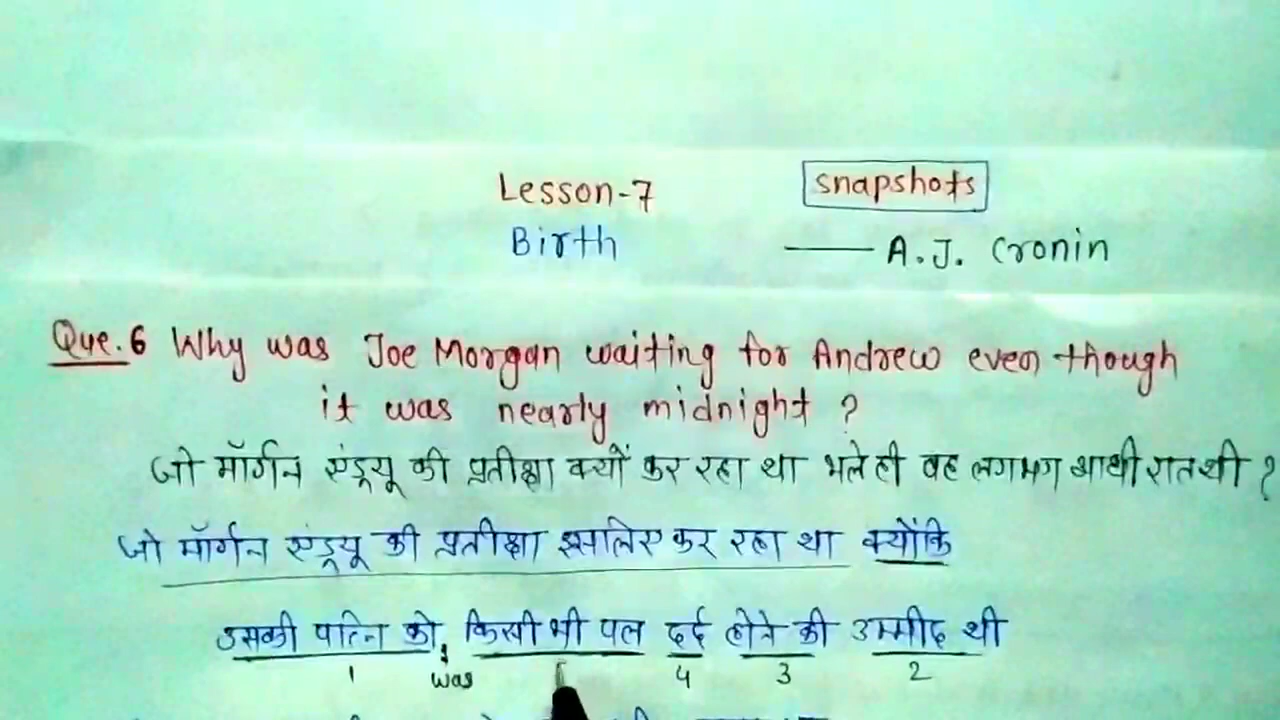 Lesson-7 snapshots
Birth — A.J. Cronin
Que.6 Why was Joe Morgan waiting for Andrew even though
it was nearly midnight ?
जो मॉर्गन एंड्र्यू की प्रतीक्षा क्यों कर रहा था भले ही वह लगभग आधी रात थी ?
जो मॉर्गन एंड्र्यू की प्रतीक्षा इसलिए कर रहा था क्योंकि
उसकी पत्नि को, किसी भी पल दर्द होने की उम्मीद थी
1 was 4 3 2